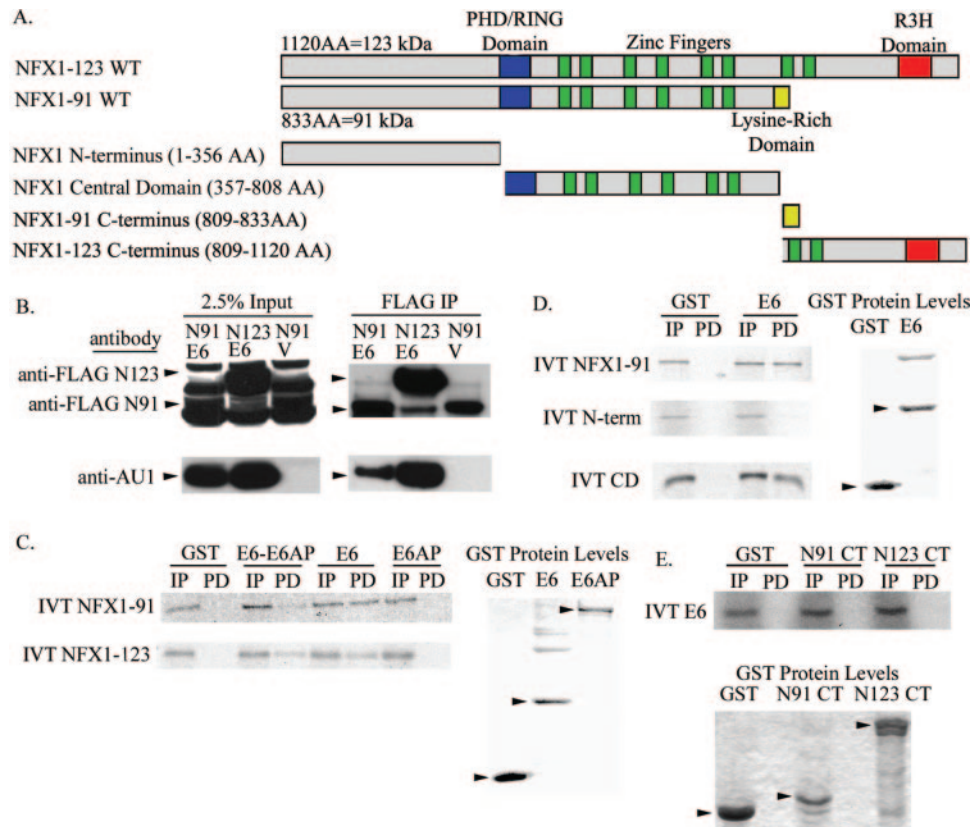 A.
PHD/RING
Domain
Zinc Fingers
R3H
Domain
1120AA=123 kDa
NFX1-123 WT
NFX1-91 WT
833AA=91 kDa
Lysine-Rich
Domain
NFX1 N-terminus (1-356 AA)
NFX1 Central Domain (357-808 AA)
NFX1-91 C-terminus (809-833AA)
NFX1-123 C-terminus (809-1120 AA)
B.
2.5% Input
FLAG IP
antibody
N91 N123 N91
E6 E6 V
N91 N123 N91
E6 E6 V
anti-FLAG N123
anti-FLAG N91
anti-AU1
C.
GST E6-E6AP E6 E6AP
IP PD IP PD IP PD IP PD
IVT NFX1-91
IVT NFX1-123
GST Protein Levels
GST E6 E6AP
D.
GST E6
IP PD IP PD
IVT NFX1-91
IVT N-term
IVT CD
GST Protein Levels
GST E6
E.
GST N91 CT N123 CT
IP PD IP PD IP PD
IVT E6
GST Protein Levels
GST N91 CT N123 CT